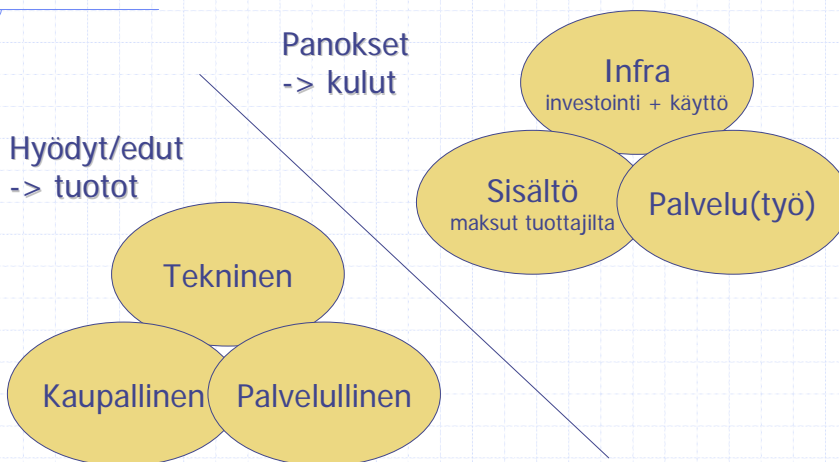 Panokset
-> kulut
Infra
investointi + käyttö
Sisältö
maksut tuottajilta
Palvelu(työ)
Hyödyt/edut
-> tuotot
Tekninen
Kaupallinen
Palvelullinen